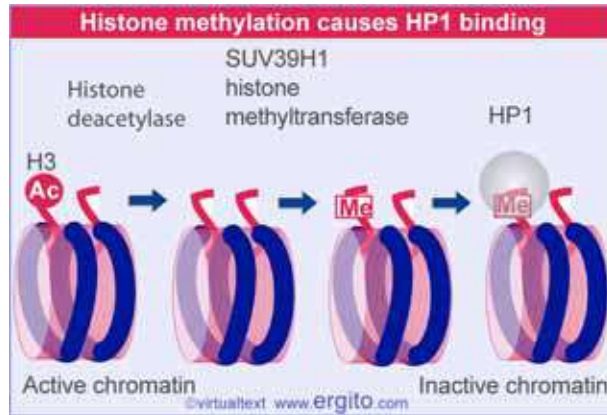 Histone methylation causes HP1 binding
SUV39H1
Histone
deacetylase
histone
methyltransferase
HP1
H3
Ac
Me
Me
Active chromatin
Inactive chromatin
©virtualtext www.ergito.com